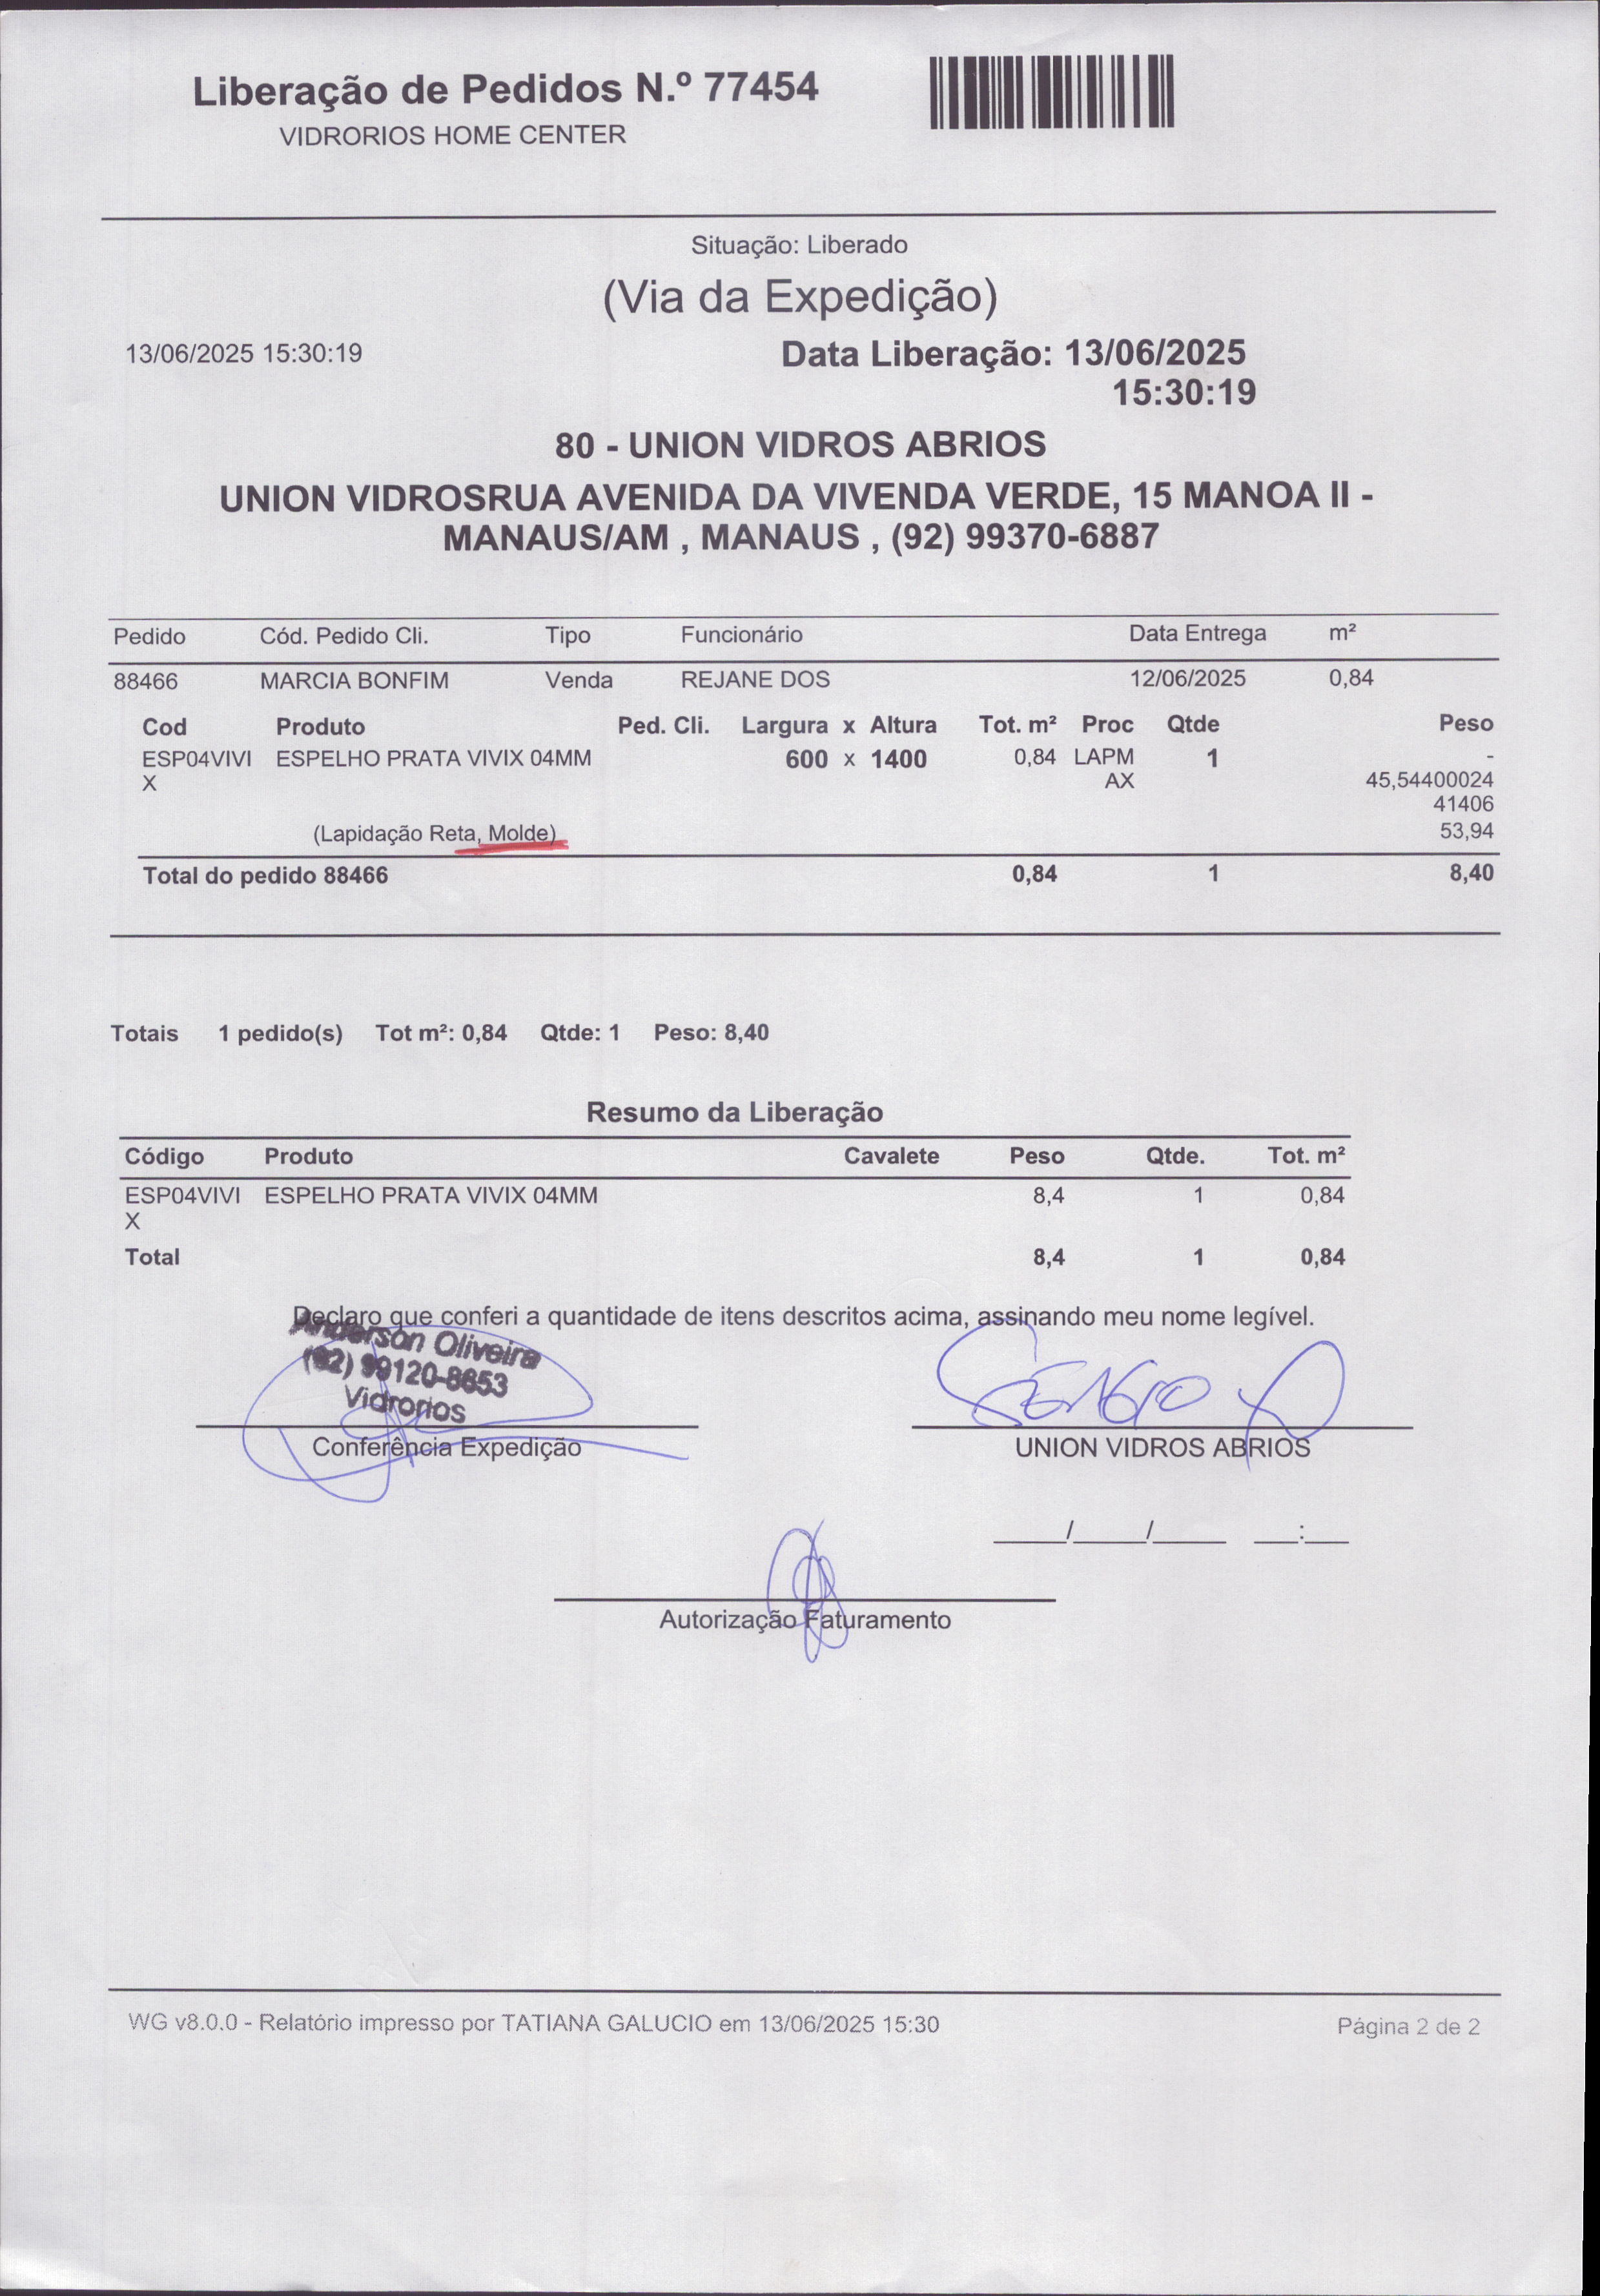 Liberação de Pedidos N.º 77454
VIDRORIOS HOME CENTER
Situação: Liberado
(Via da Expedição)
13/06/2025 15:30:19
Data Liberação: 13/06/2025
15:30:19
80 - UNION VIDROS ABRIOS
UNION VIDROSRUA AVENIDA DA VIVENDA VERDE, 15 MANOA II -
MANAUS/AM , MANAUS , (92) 99370-6887
Pedido Cód. Pedido Cli. Tipo Funcionário Data Entrega m²
88466 MARCIA BONFIM Venda REJANE DOS 12/06/2025 0,84
Cod Produto Ped. Cli. Largura x Altura Tot. m² Proc Qtde Peso
ESP04VIVI ESPELHO PRATA VIVIX 04MM 600 x 1400 0,84 LAPM 1 -
X AX 45,54400024
41406
(Lapidação Reta, Molde) 53,94
Total do pedido 88466 0,84 1 8,40
Totais 1 pedido(s) Tot m²: 0,84 Qtde: 1 Peso: 8,40
Resumo da Liberação
Código Produto Cavalete Peso Qtde. Tot. m²
ESP04VIVI ESPELHO PRATA VIVIX 04MM 8,4 1 0,84
X
Total 8,4 1 0,84
Declaro que conferi a quantidade de itens descritos acima, assinando meu nome legível.
Anderson Oliveira
(92) 99120-8653
Vidrorios
SÉRGIO
Conferência Expedição
UNION VIDROS ABRIOS
____/____/____ __:__
Autorização Faturamento
WG v8.0.0 - Relatório impresso por TATIANA GALUCIO em 13/06/2025 15:30
Página 2 de 2